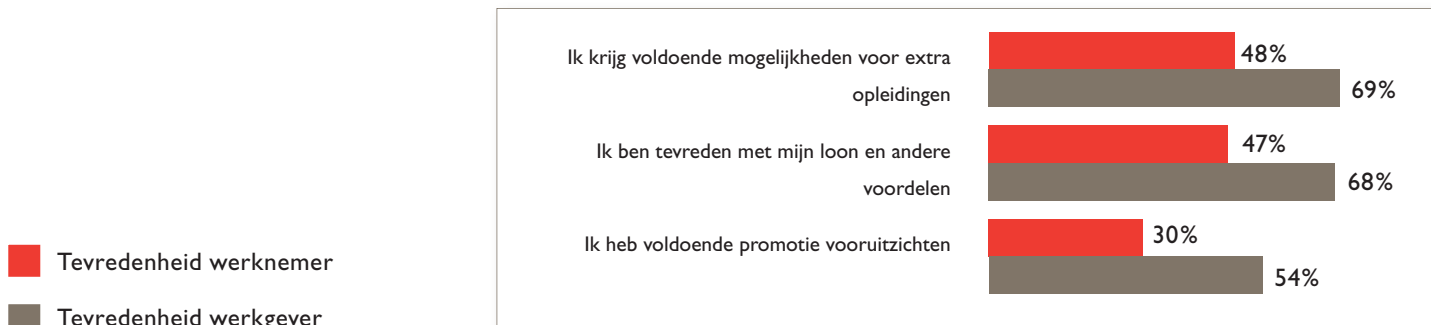 Ik krijg voldoende mogelijkheden voor extra
opleidingen
48%
69%
Ik ben tevreden met mijn loon en andere
voordelen
47%
68%
Ik heb voldoende promotie vooruitzichten
30%
54%
Tevredenheid werknemer
Tevredenheid werkgever